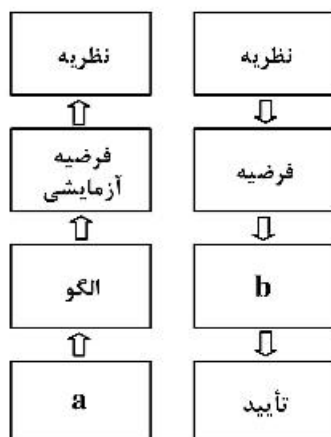 نظریه
نظریه
فرضیه
فرضیه
آزمایشی
b
الگو
تأیید
a